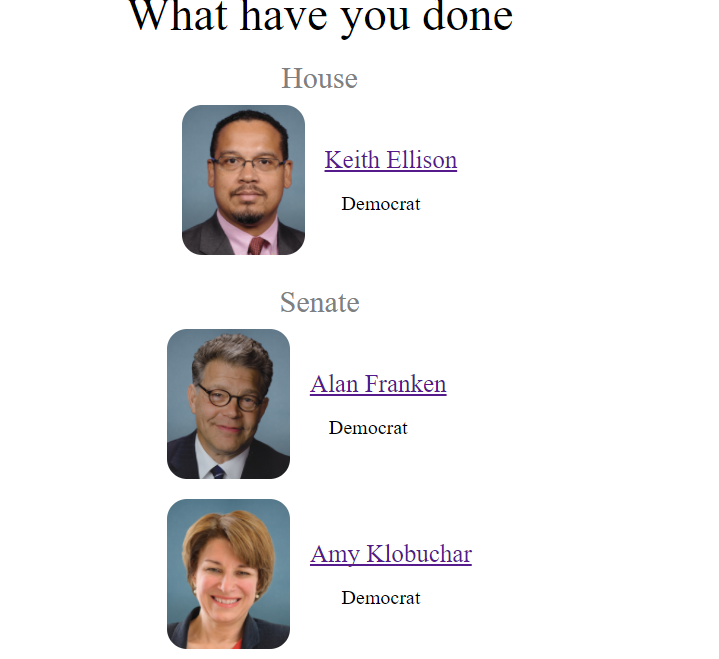 What have you done
House
Keith Ellison
Democrat
Senate
Alan Franken
Democrat
Amy Klobuchar
Democrat